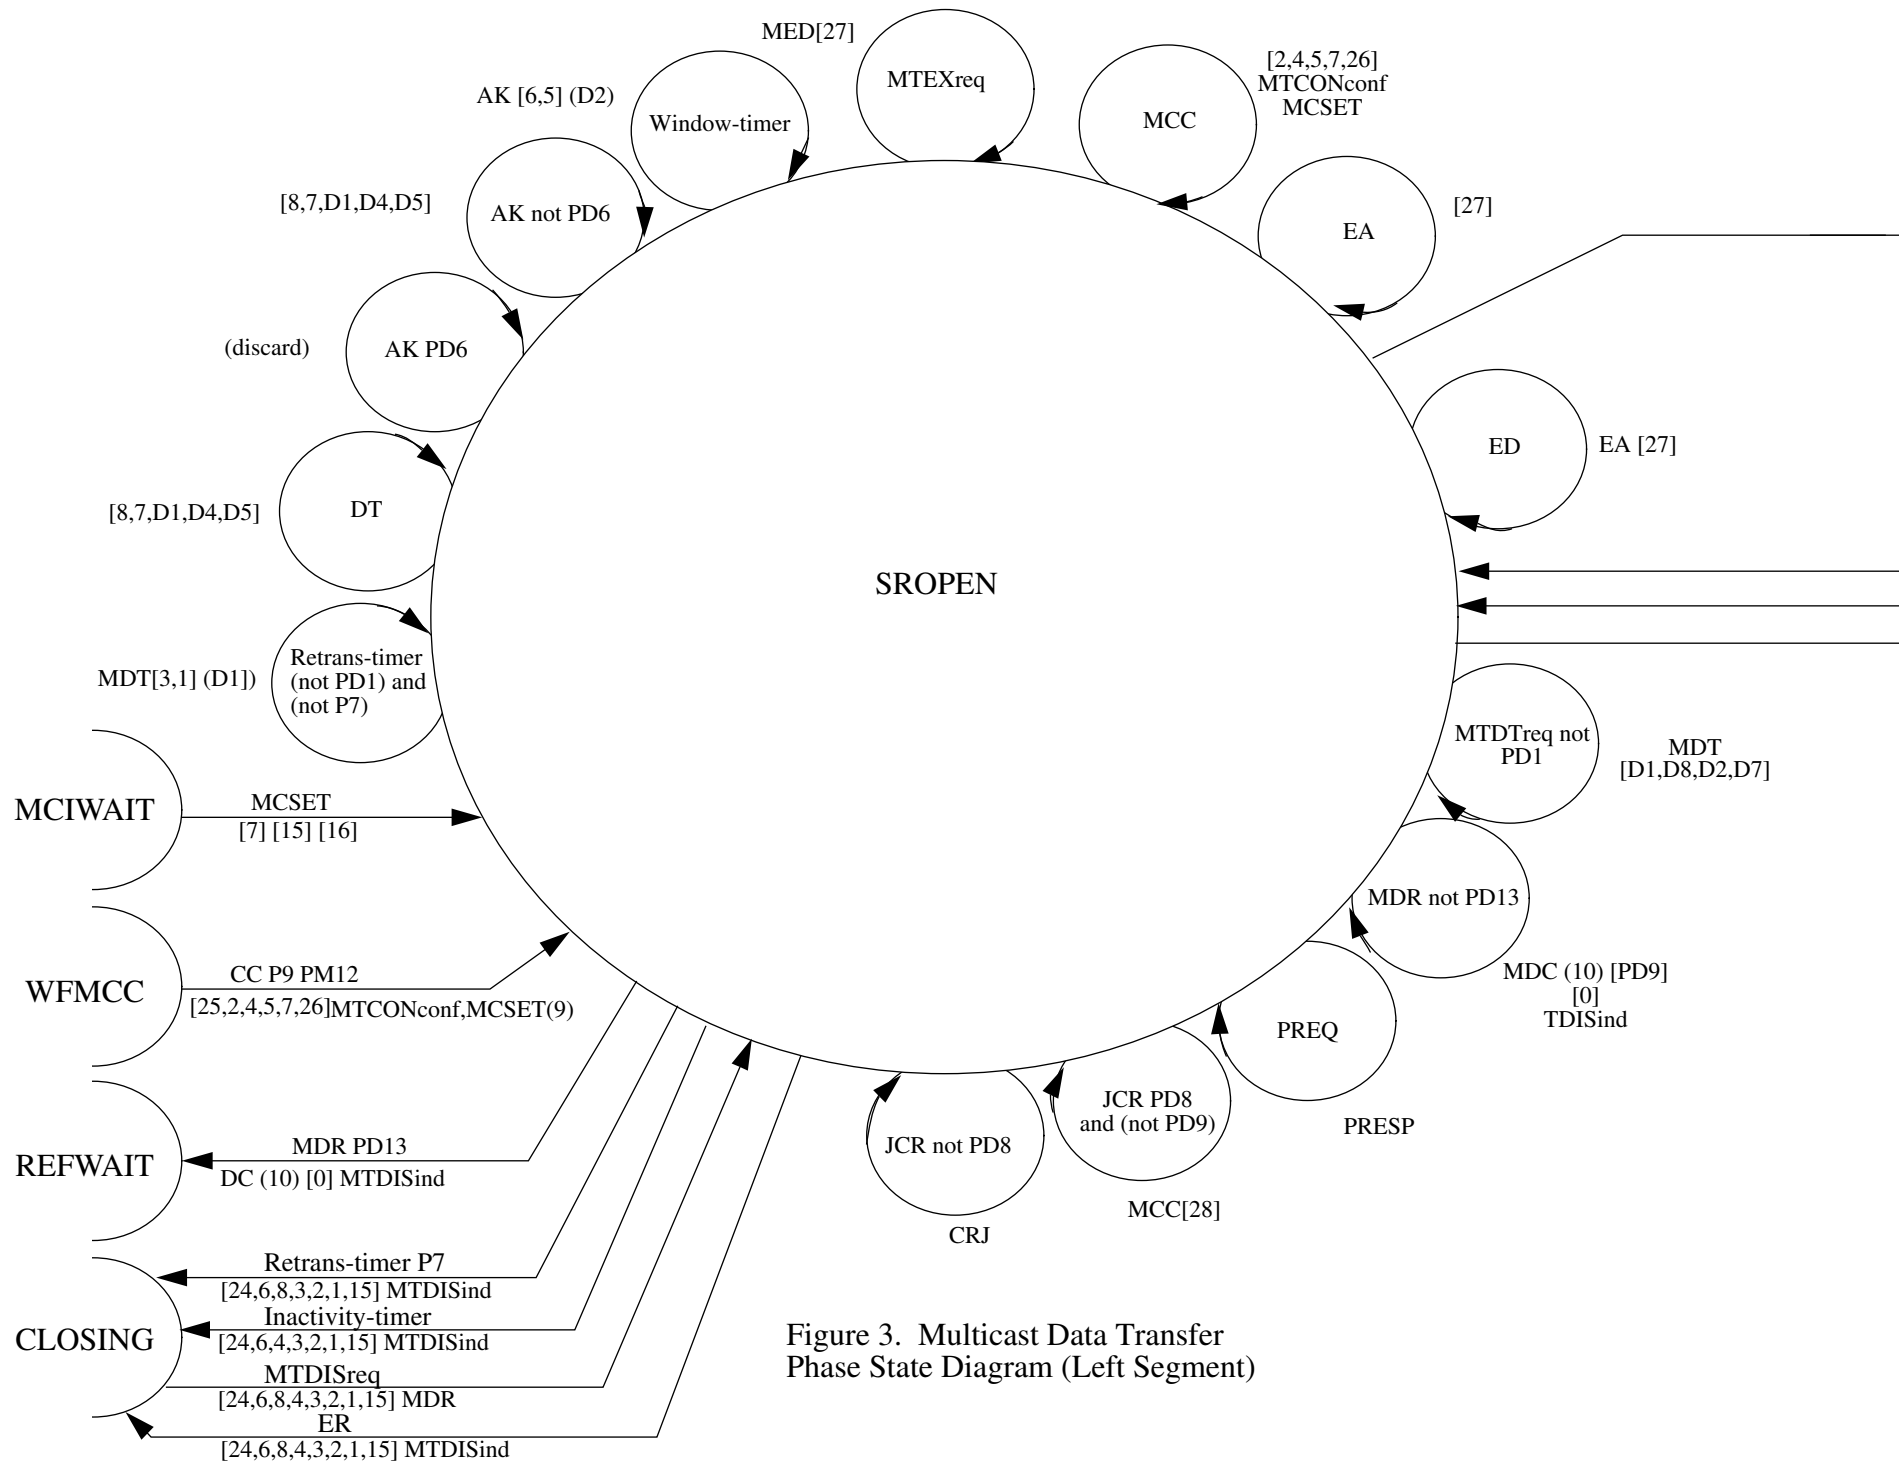 MED[27]
MTEXreq
[2,4,5,7,26]
MTCONconf
MCSET
MCC
AK [6,5] (D2)
Window-timer
[8,7,D1,D4,D5]
AK not PD6
EA
[27]
(discard)
AK PD6
ED
EA [27]
[8,7,D1,D4,D5]
DT
SROPEN
MDT[3,1] (D1])
Retrans-timer
(not PD1) and
(not P7)
MTDTreq not
PD1
MDT
[D1,D8,D2,D7]
MCIWAIT
MCSET
[7] [15] [16]
MDR not PD13
MDC (10) [PD9]
[0]
TDISind
WFMCC
CC P9 PM12
[25,2,4,5,7,26]MTCONconf,MCSET(9)
PREQ
PRESP
JCR PD8
and (not PD9)
MCC[28]
JCR not PD8
CRJ
REFWAIT
MDR PD13
DC (10) [0] MTDISind
CLOSING
Retrans-timer P7
[24,6,8,3,2,1,15] MTDISind
Inactivity-timer
[24,6,4,3,2,1,15] MTDISind
MTDISreq
[24,6,8,4,3,2,1,15] MDR
ER
[24,6,8,4,3,2,1,15] MTDISind
Figure 3. Multicast Data Transfer
Phase State Diagram (Left Segment)